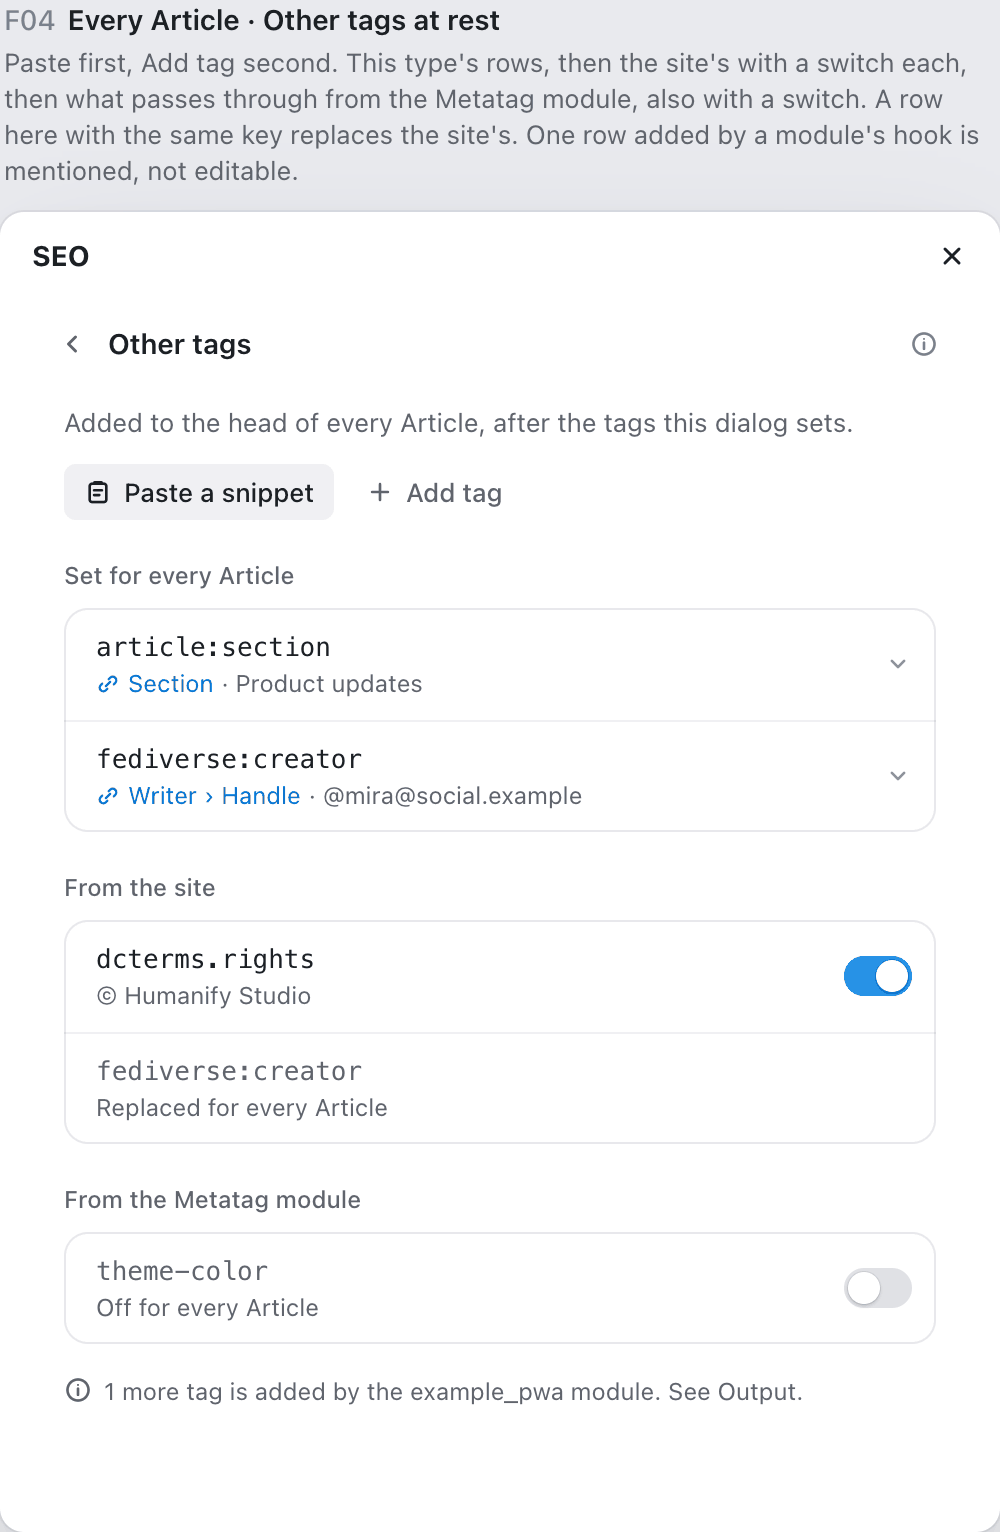 F04 Every Article · Other tags at rest
Paste first, Add tag second. This type's rows, then the site's with a switch each,
then what passes through from the Metatag module, also with a switch. A row
here with the same key replaces the site's. One row added by a module's hook is
mentioned, not editable.
SEO
Other tags
Added to the head of every Article, after the tags this dialog sets.
Paste a snippet
Add tag
Set for every Article
article:section
Section · Product updates
fediverse:creator
Writer › Handle · @mira@social.example
From the site
dcterms.rights
© Humanify Studio
fediverse:creator
Replaced for every Article
From the Metatag module
theme-color
Off for every Article
1 more tag is added by the example_pwa module. See Output.